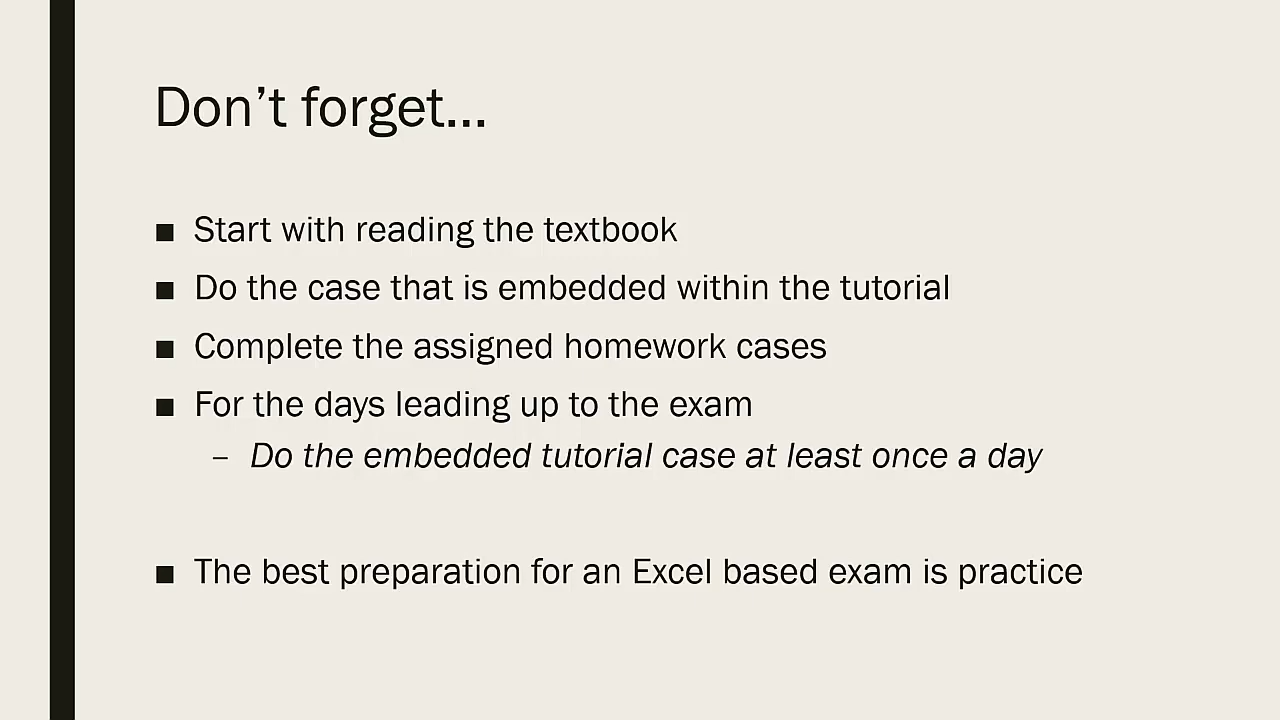 Don’t forget...
■ Start with reading the textbook
■ Do the case that is embedded within the tutorial
■ Complete the assigned homework cases
■ For the days leading up to the exam
– Do the embedded tutorial case at least once a day
■ The best preparation for an Excel based exam is practice